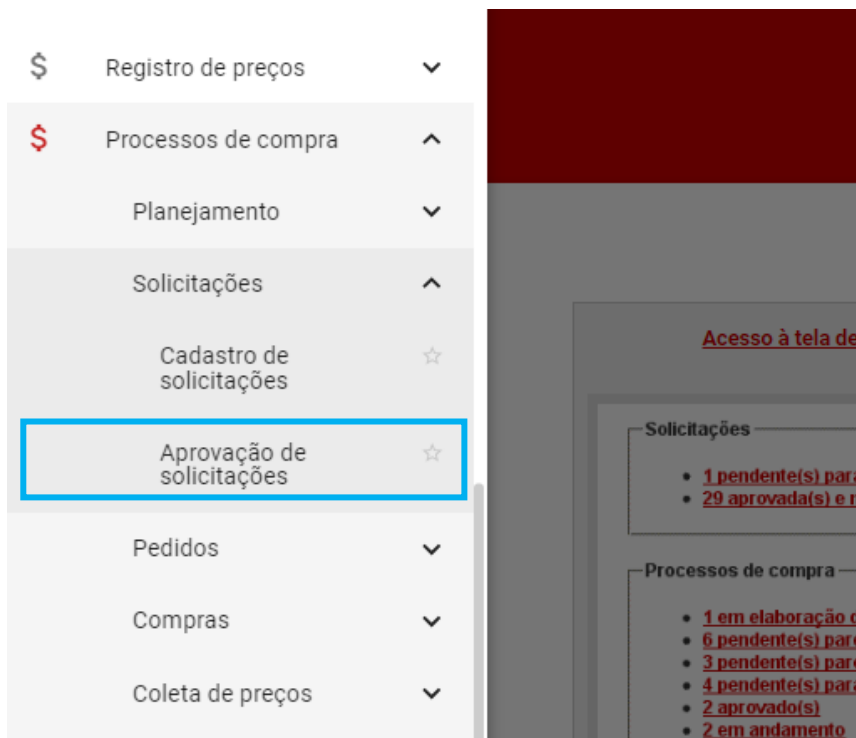 $ Registro de preços
$ Processos de compra
Planejamento
Solicitações
Cadastro de
solicitações
Aprovação de
solicitações
Pedidos
Compras
Coleta de preços
Acesso à tela de
Solicitações
1 pendente(s) para
29 aprovada(s) e
Processos de compra
1 em elaboração
6 pendente(s)
3 pendente(s)
4 pendente(s) para
2 aprovado(s)
2 em andamento